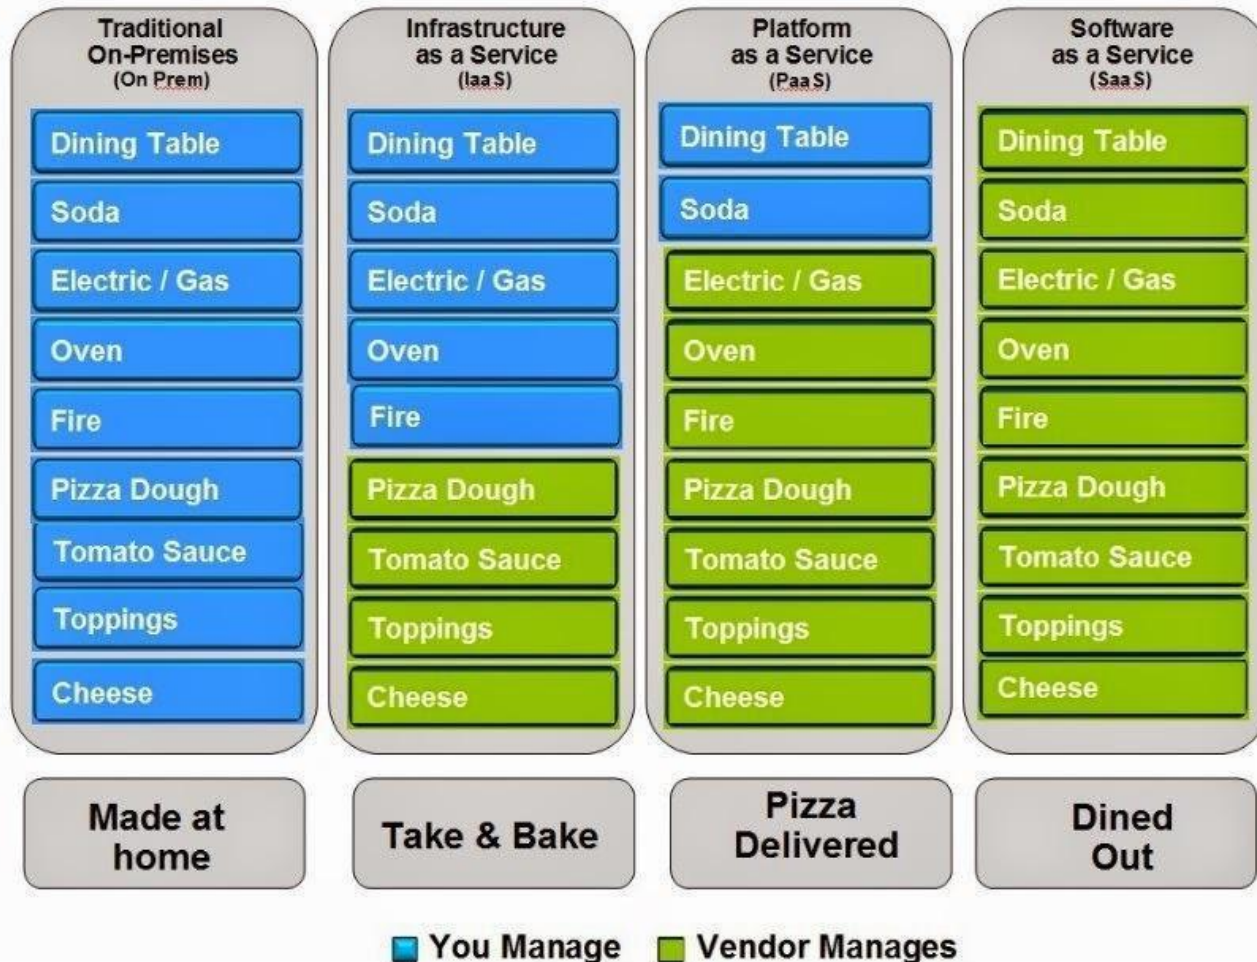 Traditional
On-Premises
(On Prem)
Dining Table
Soda
Electric / Gas
Oven
Fire
Pizza Dough
Tomato Sauce
Toppings
Cheese
Made at
home
Infrastructure
as a Service
(IaaS)
Dining Table
Soda
Electric / Gas
Oven
Fire
Pizza Dough
Tomato Sauce
Toppings
Cheese
Take & Bake
Platform
as a Service
(PaaS)
Dining Table
Soda
Electric / Gas
Oven
Fire
Pizza Dough
Tomato Sauce
Toppings
Cheese
Pizza
Delivered
Software
as a Service
(SaaS)
Dining Table
Soda
Electric / Gas
Oven
Fire
Pizza Dough
Tomato Sauce
Toppings
Cheese
Dined
Out
You Manage
Vendor Manages